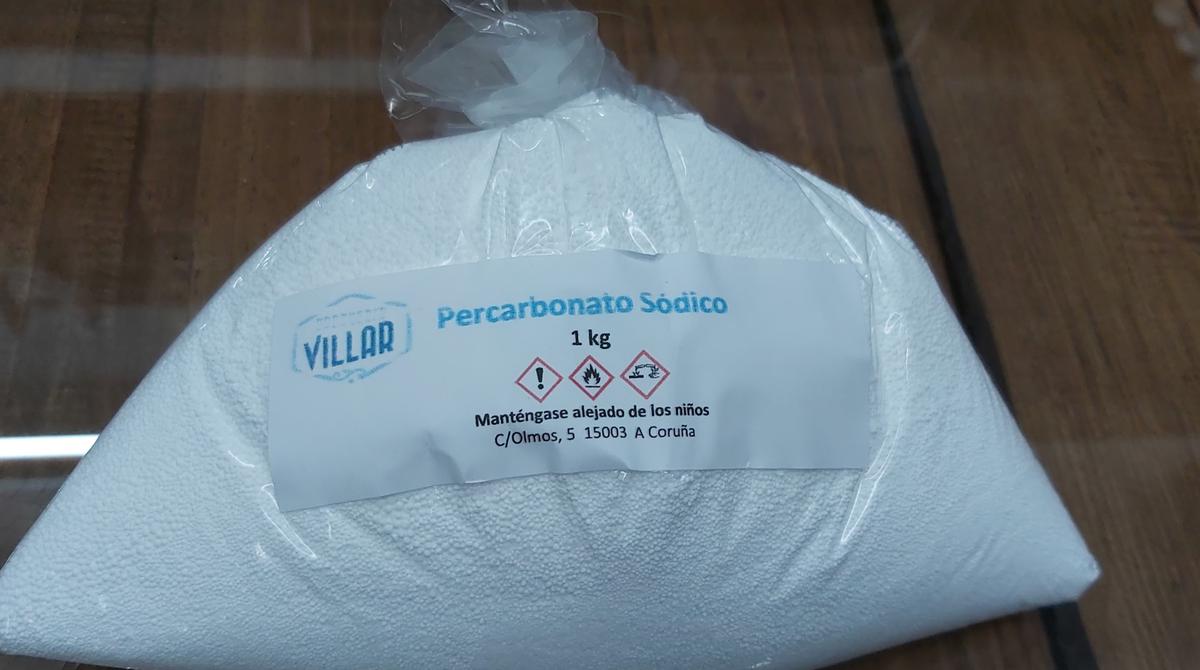 VILLAR
Percarbonato Sódico
1 kg
Manténgase alejado de los niños
C/Olmos, 5 15003 A Coruña